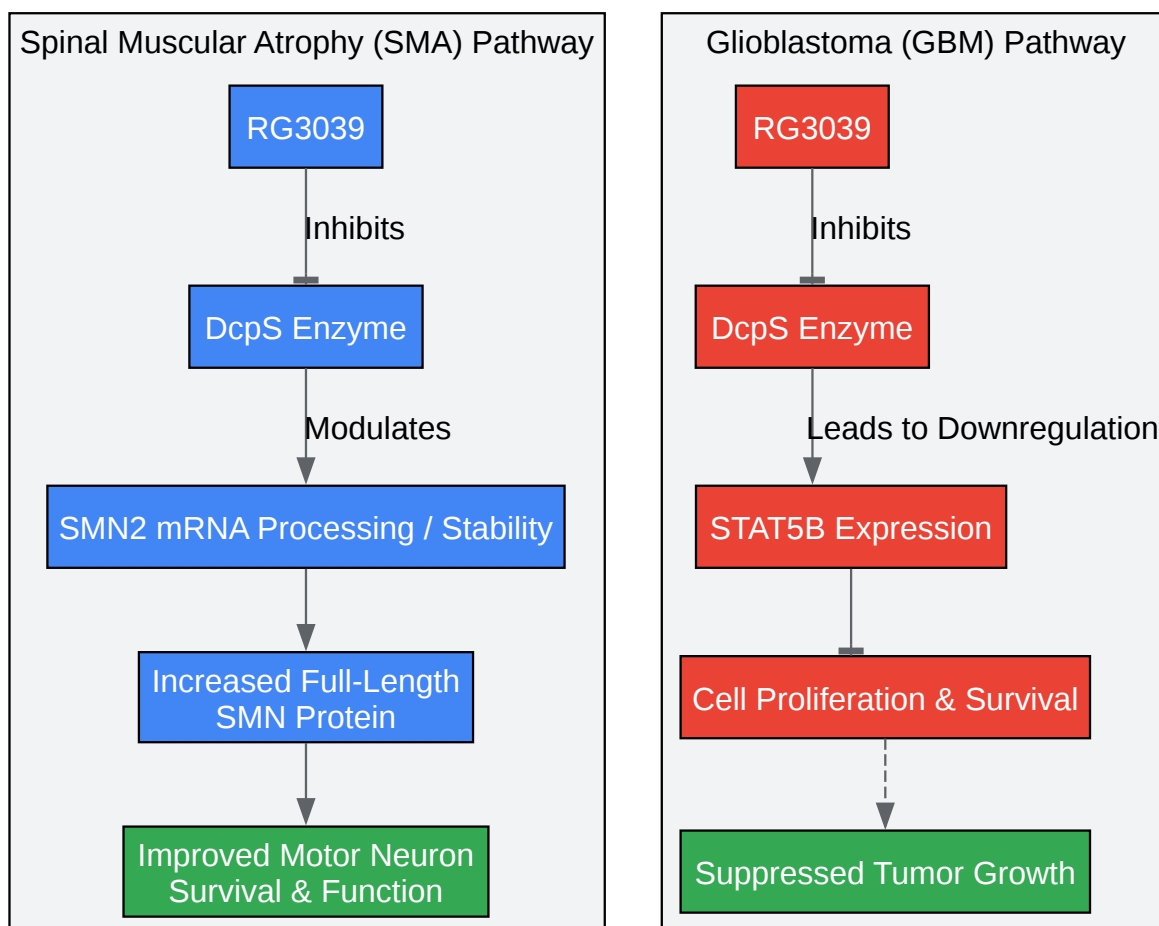 Spinal Muscular Atrophy (SMA) Pathway
RG3039
Inhibits
DcpS Enzyme
Modulates
SMN2 mRNA Processing / Stability
Increased Full-Length
SMN Protein
Improved Motor Neuron
Survival & Function
Glioblastoma (GBM) Pathway
RG3039
Inhibits
DcpS Enzyme
Leads to Downregulation
STAT5B Expression
Cell Proliferation & Survival
Suppressed Tumor Growth